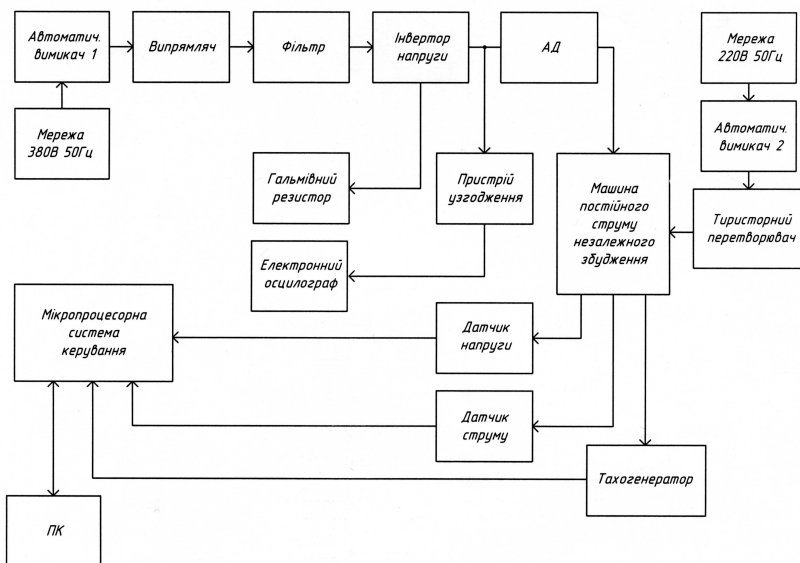 Автоматич.
вимикач 1
Випрямляч
Фільтр
Інвертор
напруги
АД
Мережа
220В 50Гц
Мережа
380В 50Гц
Автоматич.
вимикач 2
Гальмівний
резистор
Пристрій
узгодження
Машина
постійного
струму
незалежного
збудження
Тиристорний
перетворювач
Електронний
осцилограф
Мікропроцесорна
система
керування
Датчик
напруги
Датчик
струму
Тахогенератор
ПК